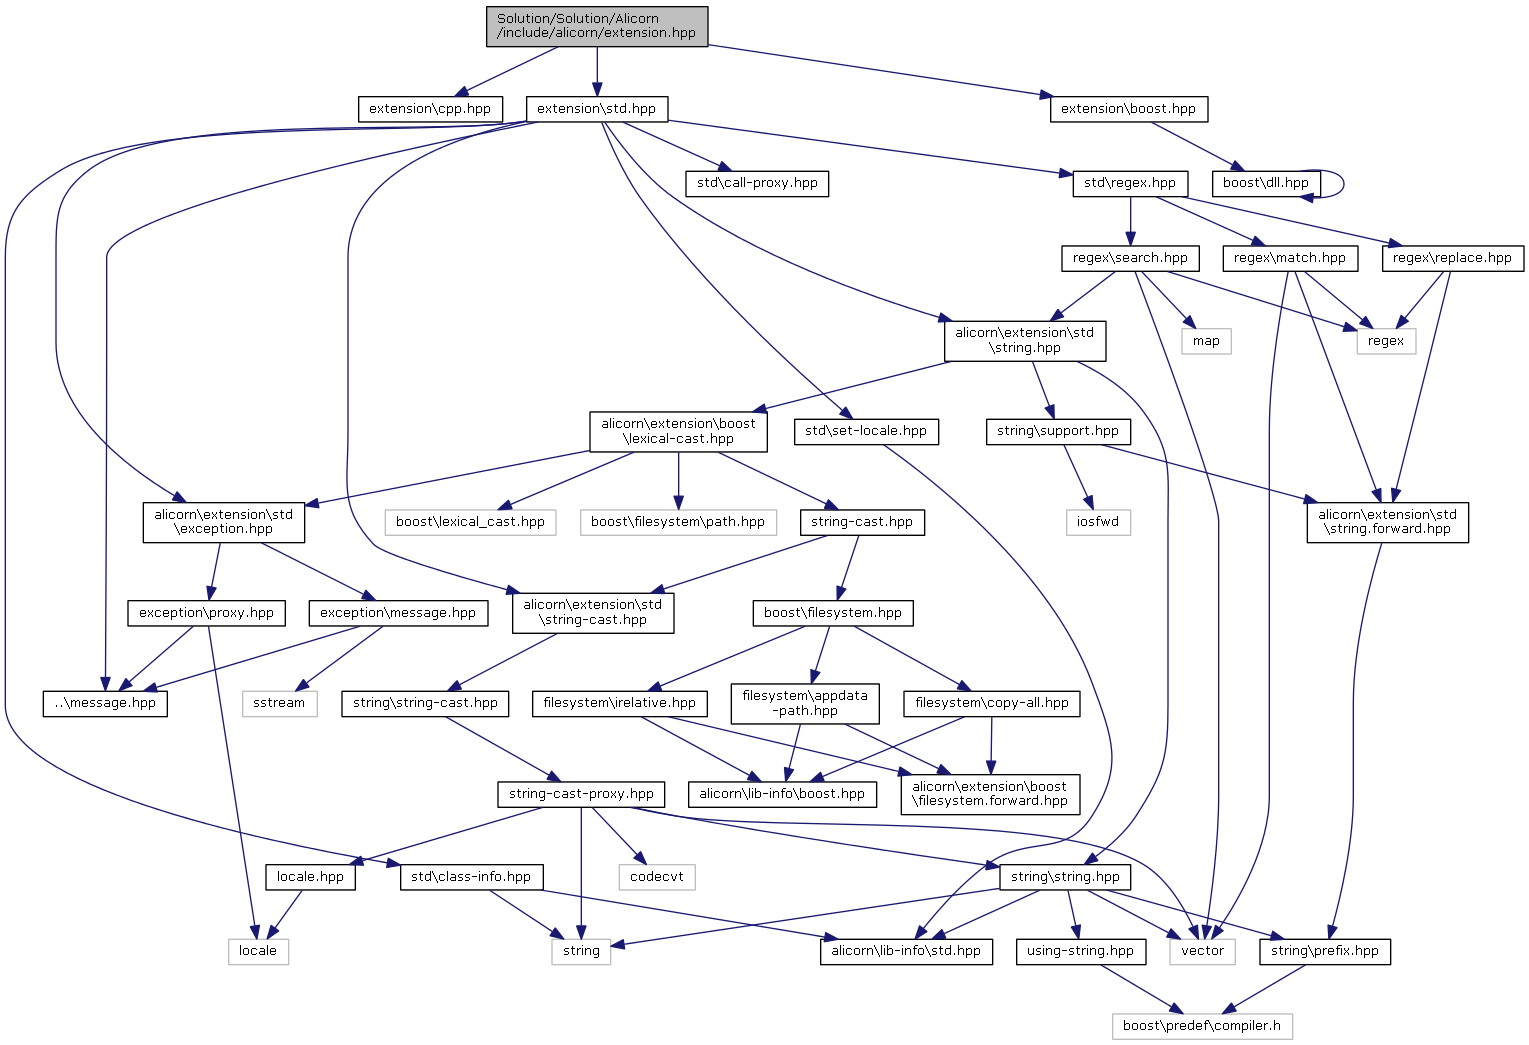 Solution/Solution/Alicorn
/include/alicorn/extension.hpp
extension\cpp.hpp
extension\std.hpp
extension\boost.hpp
std\call-proxy.hpp
std\regex.hpp
boost\dll.hpp
regex\search.hpp
regex\match.hpp
regex\replace.hpp
alicorn\extension\std
\string.hpp
map
regex
alicorn\extension\boost
\lexical-cast.hpp
std\set-locale.hpp
string\support.hpp
alicorn\extension\std
\exception.hpp
boost\lexical_cast.hpp
boost\filesystem\path.hpp
string-cast.hpp
iosfwd
alicorn\extension\std
\string.forward.hpp
exception\proxy.hpp
exception\message.hpp
alicorn\extension\std
\string-cast.hpp
boost\filesystem.hpp
..\message.hpp
sstream
string\string-cast.hpp
filesystem\irelative.hpp
filesystem\appdata
-path.hpp
filesystem\copy-all.hpp
string-cast-proxy.hpp
alicorn\lib-info\boost.hpp
alicorn\extension\boost
\filesystem.forward.hpp
locale.hpp
std\class-info.hpp
codecvt
string\string.hpp
locale
string
alicorn\lib-info\std.hpp
using-string.hpp
vector
string\prefix.hpp
boost\predef\compiler.h